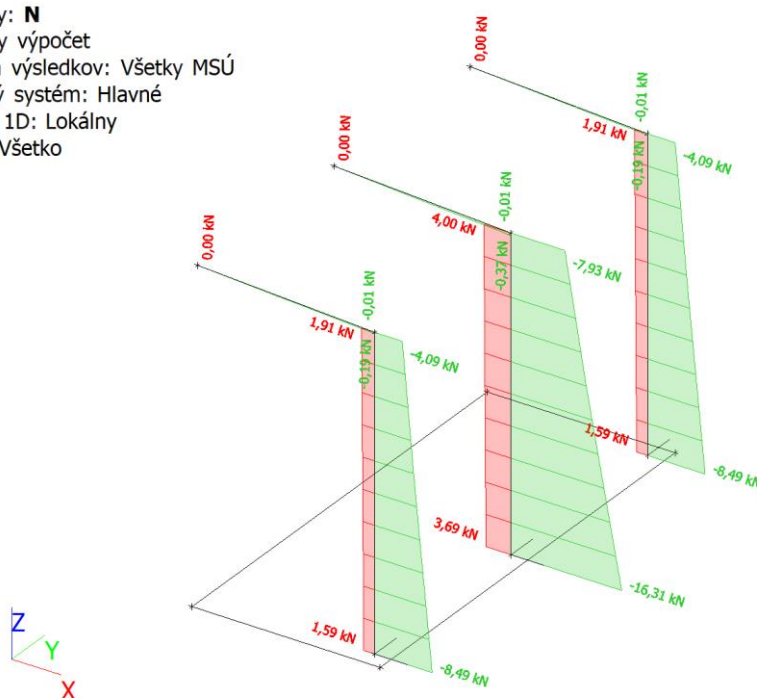 N
výpočet
výsledkov: Všetky MSÚ
systém: Hlavné
1D: Lokálny
Všetko
0,00 kN
-0,01 kN
1,91 kN
-0,19 kN
-4,09 kN
0,00 kN
-0,01 kN
4,00 kN
-0,37 kN
-7,93 kN
0,00 kN
-0,01 kN
1,91 kN
-0,19 kN
-4,09 kN
1,59 kN
-8,49 kN
3,69 kN
-16,31 kN
1,59 kN
-8,49 kN
Z
Y
X